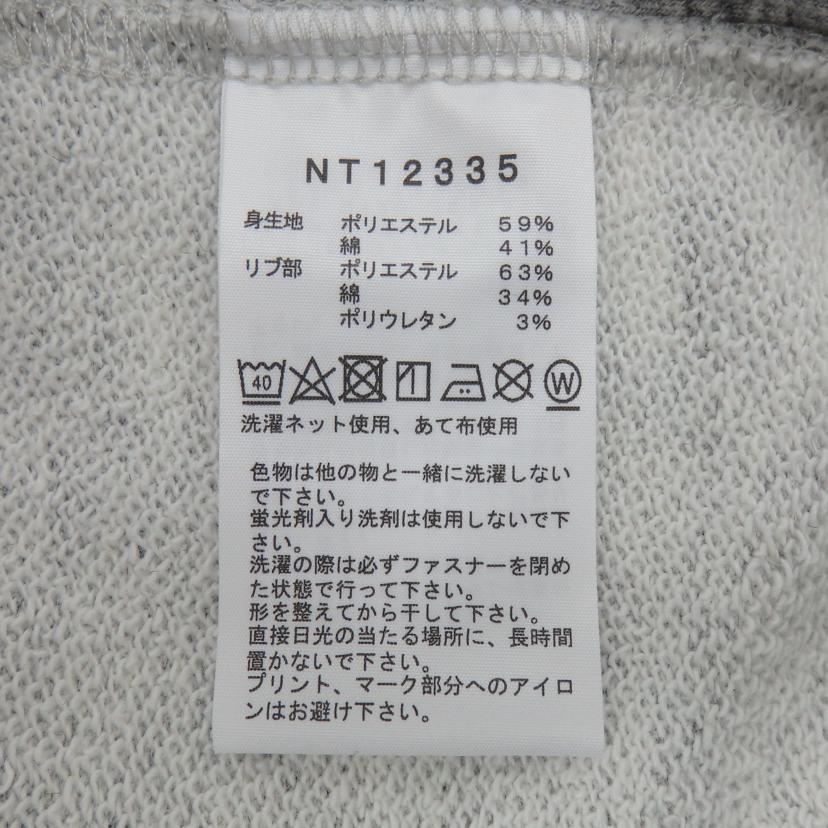 NT12335
身生地 ポリエステル 59%
綿 41%
リブ部 ポリエステル 63%
綿 34%
ポリウレタン 3%
40 W
洗濯ネット使用、あて布使用
色物は他の物と一緒に洗濯しない
で下さい。
蛍光剤入り洗剤は使用しないで下
さい。
洗濯の際は必ずファスナーを閉め
た状態で行って下さい。
形を整えてから干して下さい。
直接日光の当たる場所に、長時間
置かないで下さい。
プリント、マーク部分へのアイロ
ンはお避け下さい。